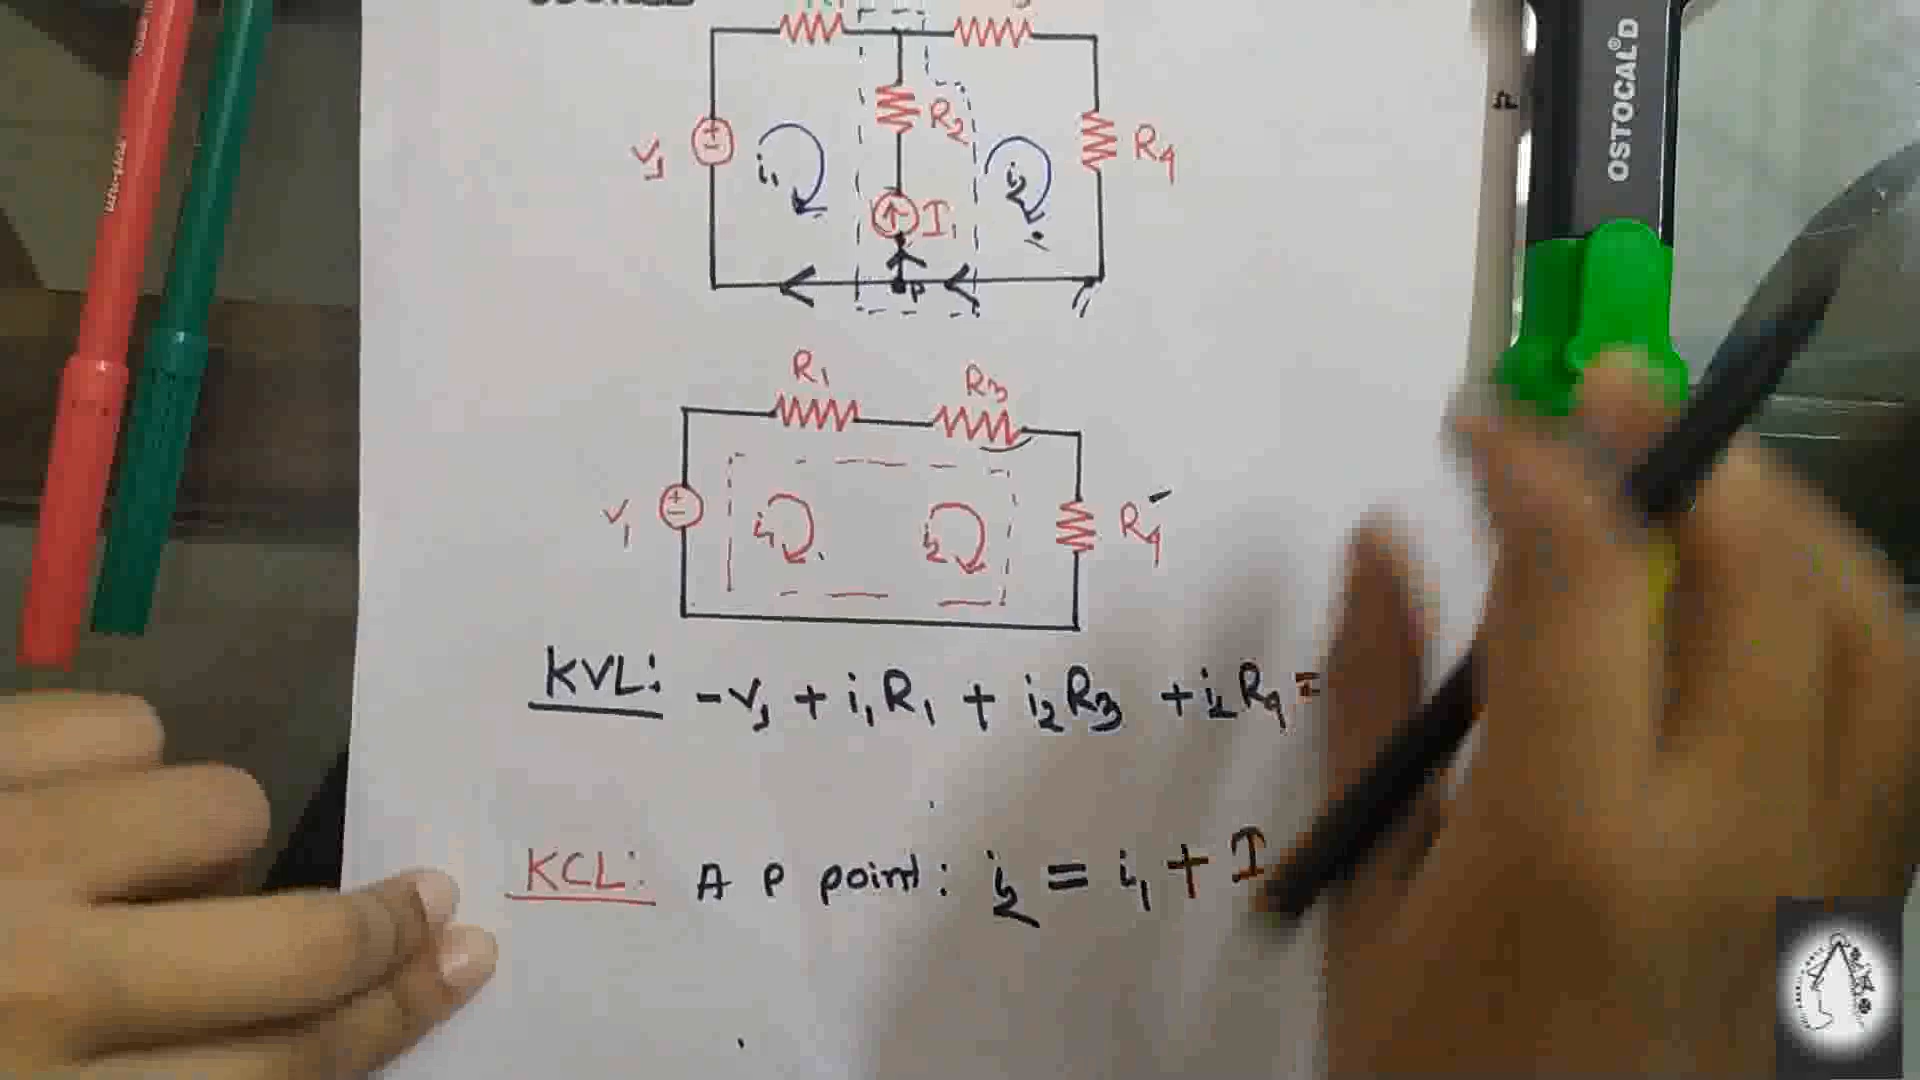 R2
V1
i1
i2
R4
I1
P
R1
R3
V1
i1
i2
R4
KVL: -V1 + i1R1 + i2R3 + i2R4 =
KCL: A P point: i2 = i1 + I
OSTOCAL®D